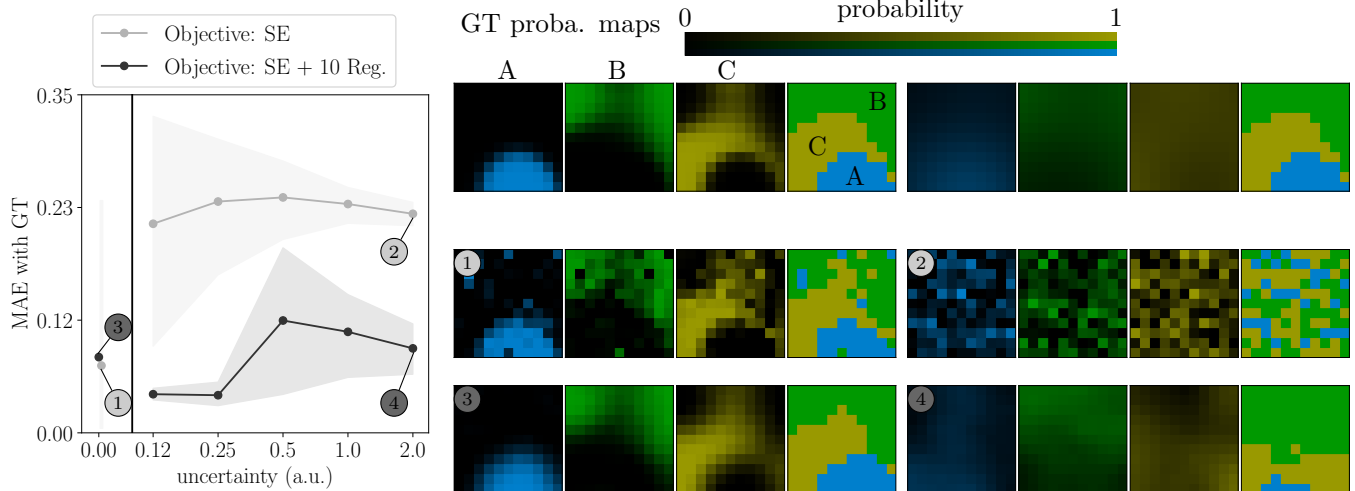 Objective: SE
Objective: SE + 10 Reg.
0.35
0.23
0.12
0.00
MAE with GT
3
1
2
4
0.00 0.12 0.25 0.5 1.0 2.0
uncertainty (a.u.)
GT proba. maps
0 probability 1
A B C
B
C
A
1
2
3
4